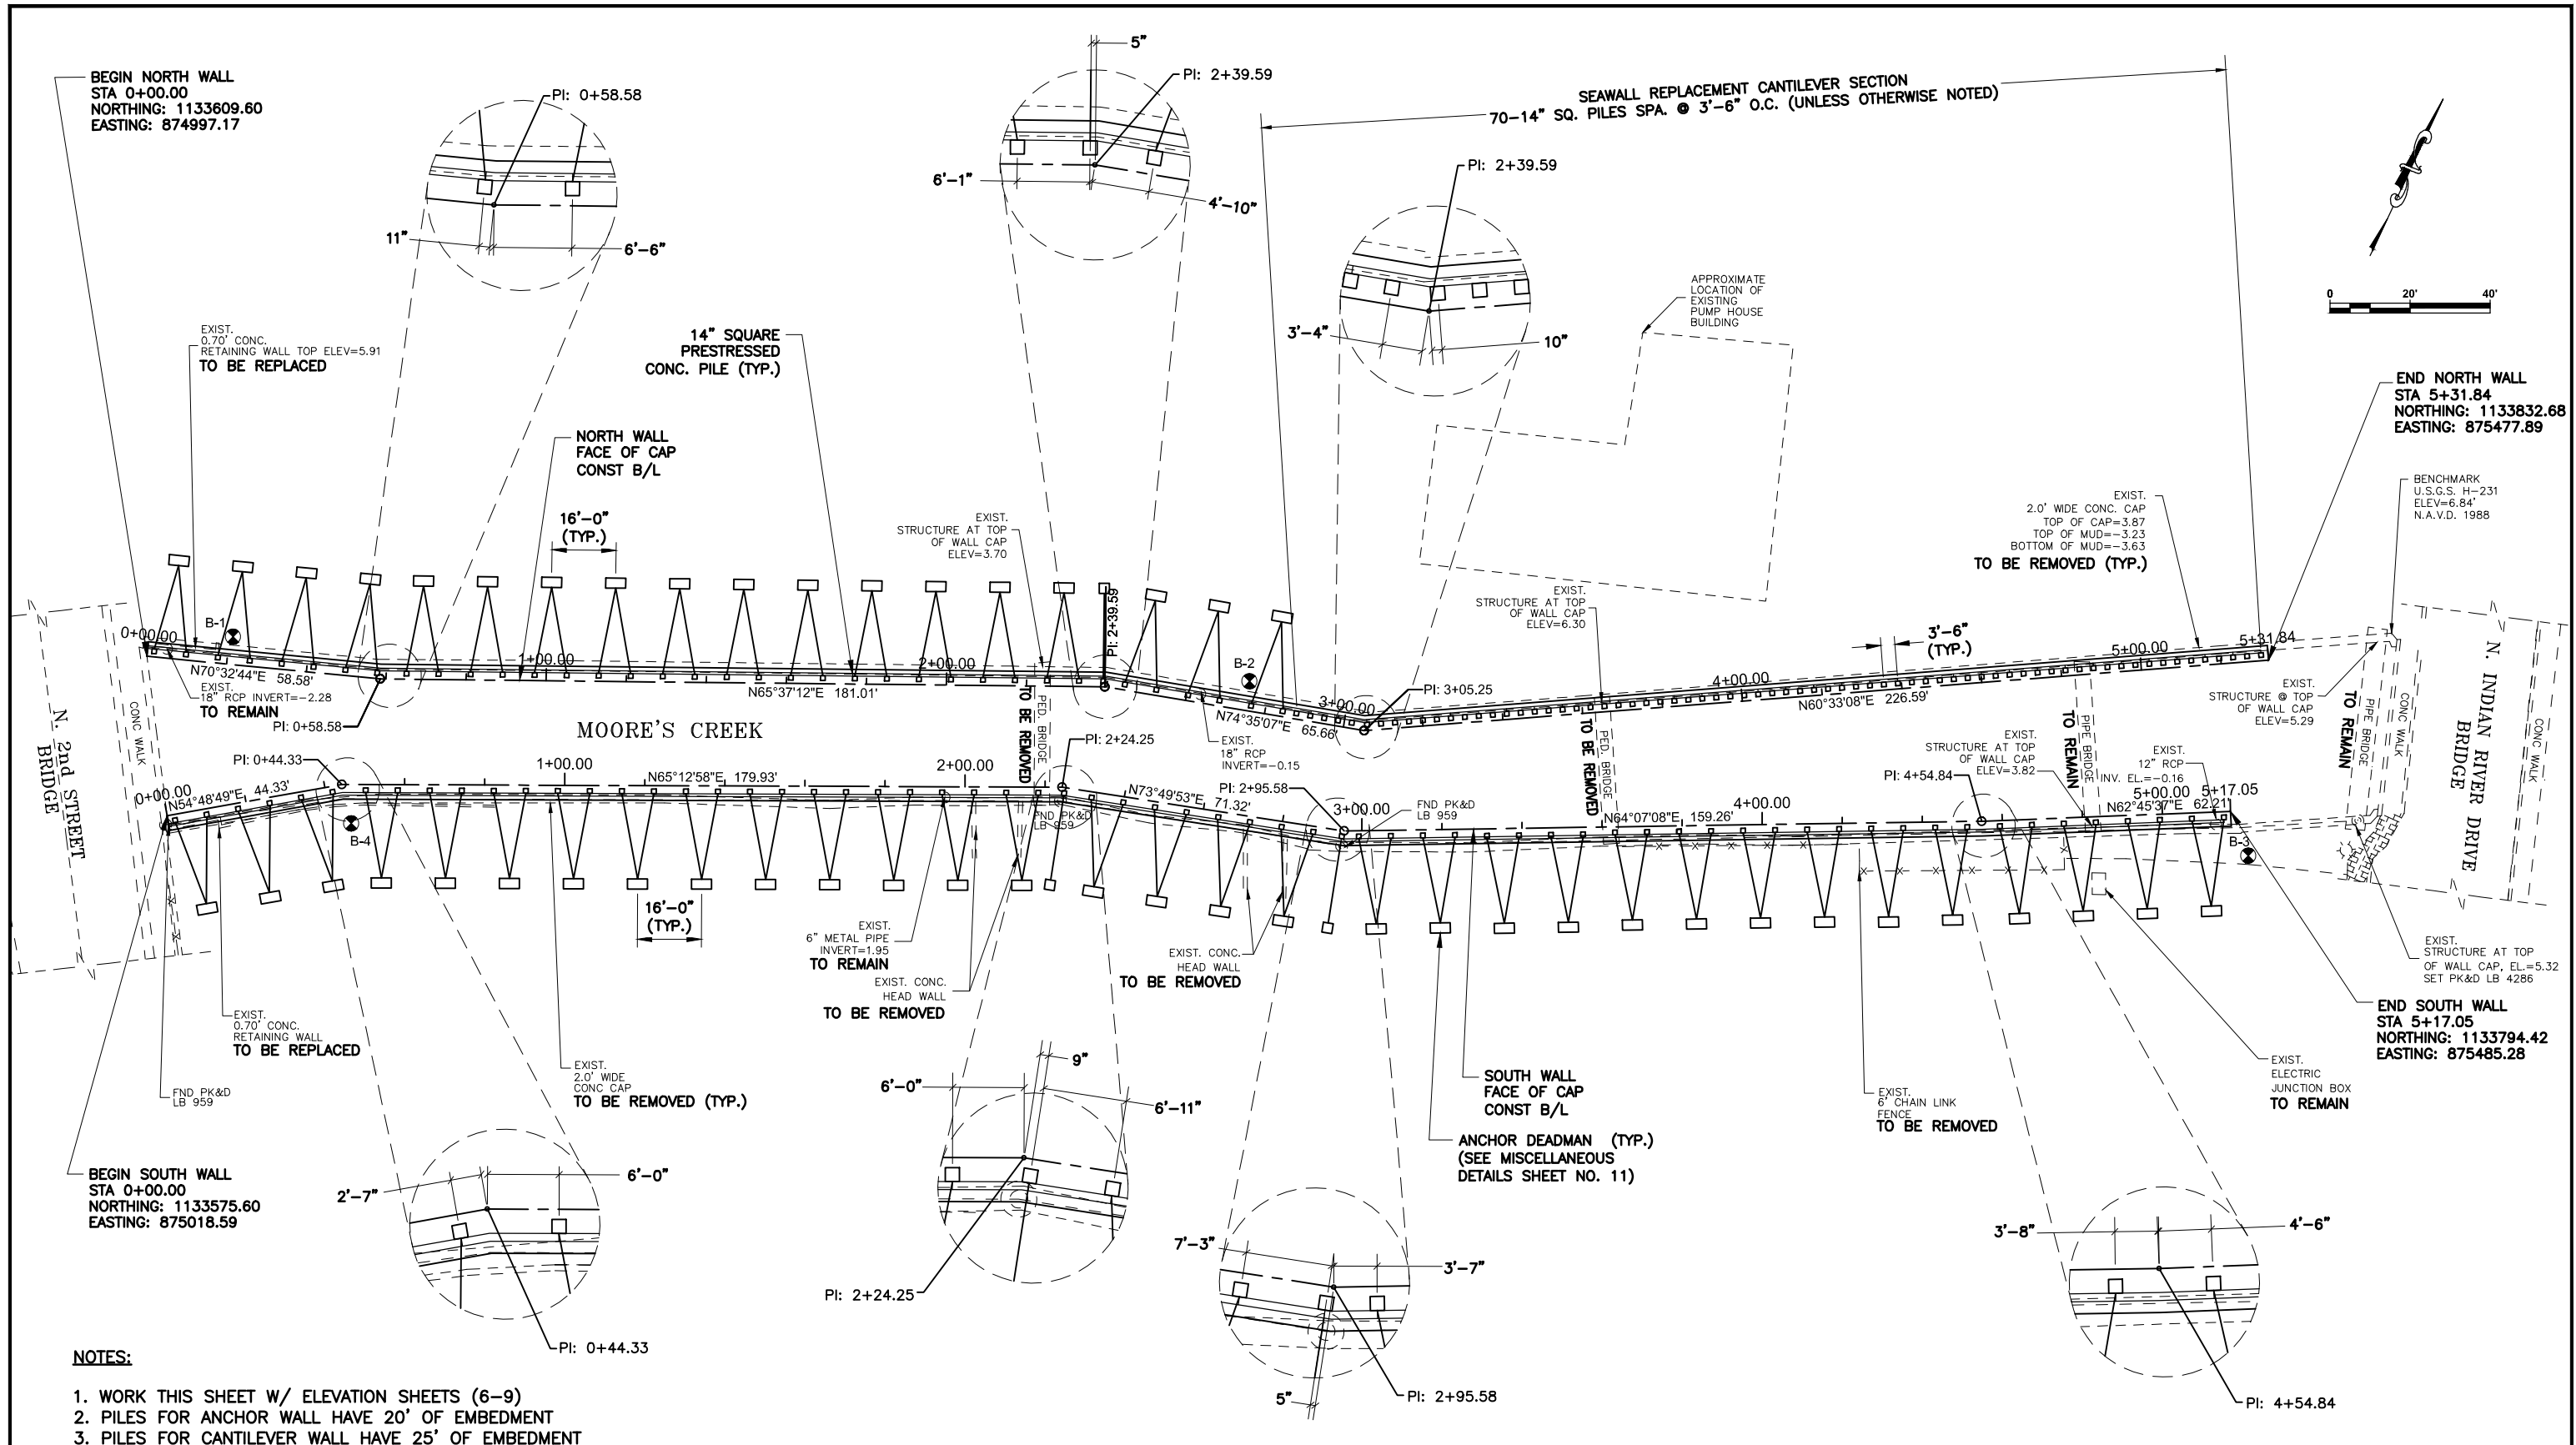 BEGIN NORTH WALL
STA 0+00.00
NORTHING: 1133609.60
EASTING: 874997.17
PI: 0+58.58
11"
6'-6"
5"
PI: 2+39.59
6'-1"
4'-10"
SEAWALL REPLACEMENT CANTILEVER SECTION
70-14" SQ. PILES SPA. @ 3'-6" O.C. (UNLESS OTHERWISE NOTED)
PI: 2+39.59
3'-4"
10"
APPROXIMATE
LOCATION OF
EXISTING
PUMP HOUSE
BUILDING
0 20' 40'
END NORTH WALL
STA 5+31.84
NORTHING: 1133832.68
EASTING: 875477.89
BENCHMARK
U.S.G.S. H-231
ELEV=6.84'
N.A.V.D. 1988
EXIST.
0.70' CONC.
RETAINING WALL TOP ELEV=5.91
TO BE REPLACED
14" SQUARE
PRESTRESSED
CONC. PILE (TYP.)
NORTH WALL
FACE OF CAP
CONST B/L
16'-0"
(TYP.)
EXIST.
STRUCTURE AT TOP
OF WALL CAP
ELEV=3.70
EXIST.
STRUCTURE AT TOP
OF WALL CAP
ELEV=6.30
EXIST.
2.0' WIDE CONC. CAP
TOP OF CAP=3.87
TOP OF MUD=-3.23
BOTTOM OF MUD=-3.63
TO BE REMOVED (TYP.)
3'-6"
(TYP.)
B-1
0+00.00
N70°32'44"E 58.58'
EXIST.
18" RCP INVERT=-2.28
TO REMAIN
PI: 0+58.58
1+00.00
2+00.00
N65°37'12"E 181.01'
PI: 2+39.59
B-2
3+00.00
N74°35'07"E 65.66'
PI: 3+05.25
EXIST.
18" RCP
INVERT=-0.15
4+00.00
N60°33'08"E 226.59'
5+00.00
5+31.84
EXIST.
STRUCTURE @ TOP
OF WALL CAP
ELEV=5.29
TO REMAIN
PIPE BRIDGE
CONC WALK
CONC WALK
N. INDIAN RIVER DRIVE
BRIDGE
N. 2nd STREET
BRIDGE
CONC WALK
MOORE'S CREEK
TO BE REMOVED
PED. BRIDGE
TO BE REMOVED
PED. BRIDGE
TO REMAIN
PIPE BRIDGE
PI: 0+44.33
0+00.00
N54°48'49"E 44.33'
B-4
1+00.00
N65°12'58"E 179.93'
2+00.00
PI: 2+24.25
FND PK&D
LB 959
N73°49'53"E 71.32'
PI: 2+95.58
3+00.00
FND PK&D
LB 959
N64°07'08"E 159.26'
4+00.00
PI: 4+54.84
EXIST.
STRUCTURE AT TOP
OF WALL CAP
ELEV=3.82
EXIST.
12" RCP
INV. EL.=-0.16
5+00.00
5+17.05
N62°45'37"E 62.21'
B-3
16'-0"
(TYP.)
EXIST.
6" METAL PIPE
INVERT=1.95
TO REMAIN
EXIST. CONC.
HEAD WALL
TO BE REMOVED
EXIST. CONC.
HEAD WALL
TO BE REMOVED
EXIST.
STRUCTURE AT TOP
OF WALL CAP, EL.=5.32
SET PK&D LB 4286
END SOUTH WALL
STA 5+17.05
NORTHING: 1133794.42
EASTING: 875485.28
EXIST.
ELECTRIC
JUNCTION BOX
TO REMAIN
EXIST.
6' CHAIN LINK
FENCE
TO BE REMOVED
EXIST.
0.70' CONC.
RETAINING WALL
TO BE REPLACED
FND PK&D
LB 959
EXIST.
2.0' WIDE
CONC CAP
TO BE REMOVED (TYP.)
SOUTH WALL
FACE OF CAP
CONST B/L
ANCHOR DEADMAN (TYP.)
(SEE MISCELLANEOUS
DETAILS SHEET NO. 11)
BEGIN SOUTH WALL
STA 0+00.00
NORTHING: 1133575.60
EASTING: 875018.59
2'-7"
6'-0"
PI: 0+44.33
6'-0"
9"
6'-11"
PI: 2+24.25
7'-3"
3'-7"
5"
PI: 2+95.58
3'-8"
4'-6"
PI: 4+54.84
NOTES:
1. WORK THIS SHEET W/ ELEVATION SHEETS (6-9)
2. PILES FOR ANCHOR WALL HAVE 20' OF EMBEDMENT
3. PILES FOR CANTILEVER WALL HAVE 25' OF EMBEDMENT